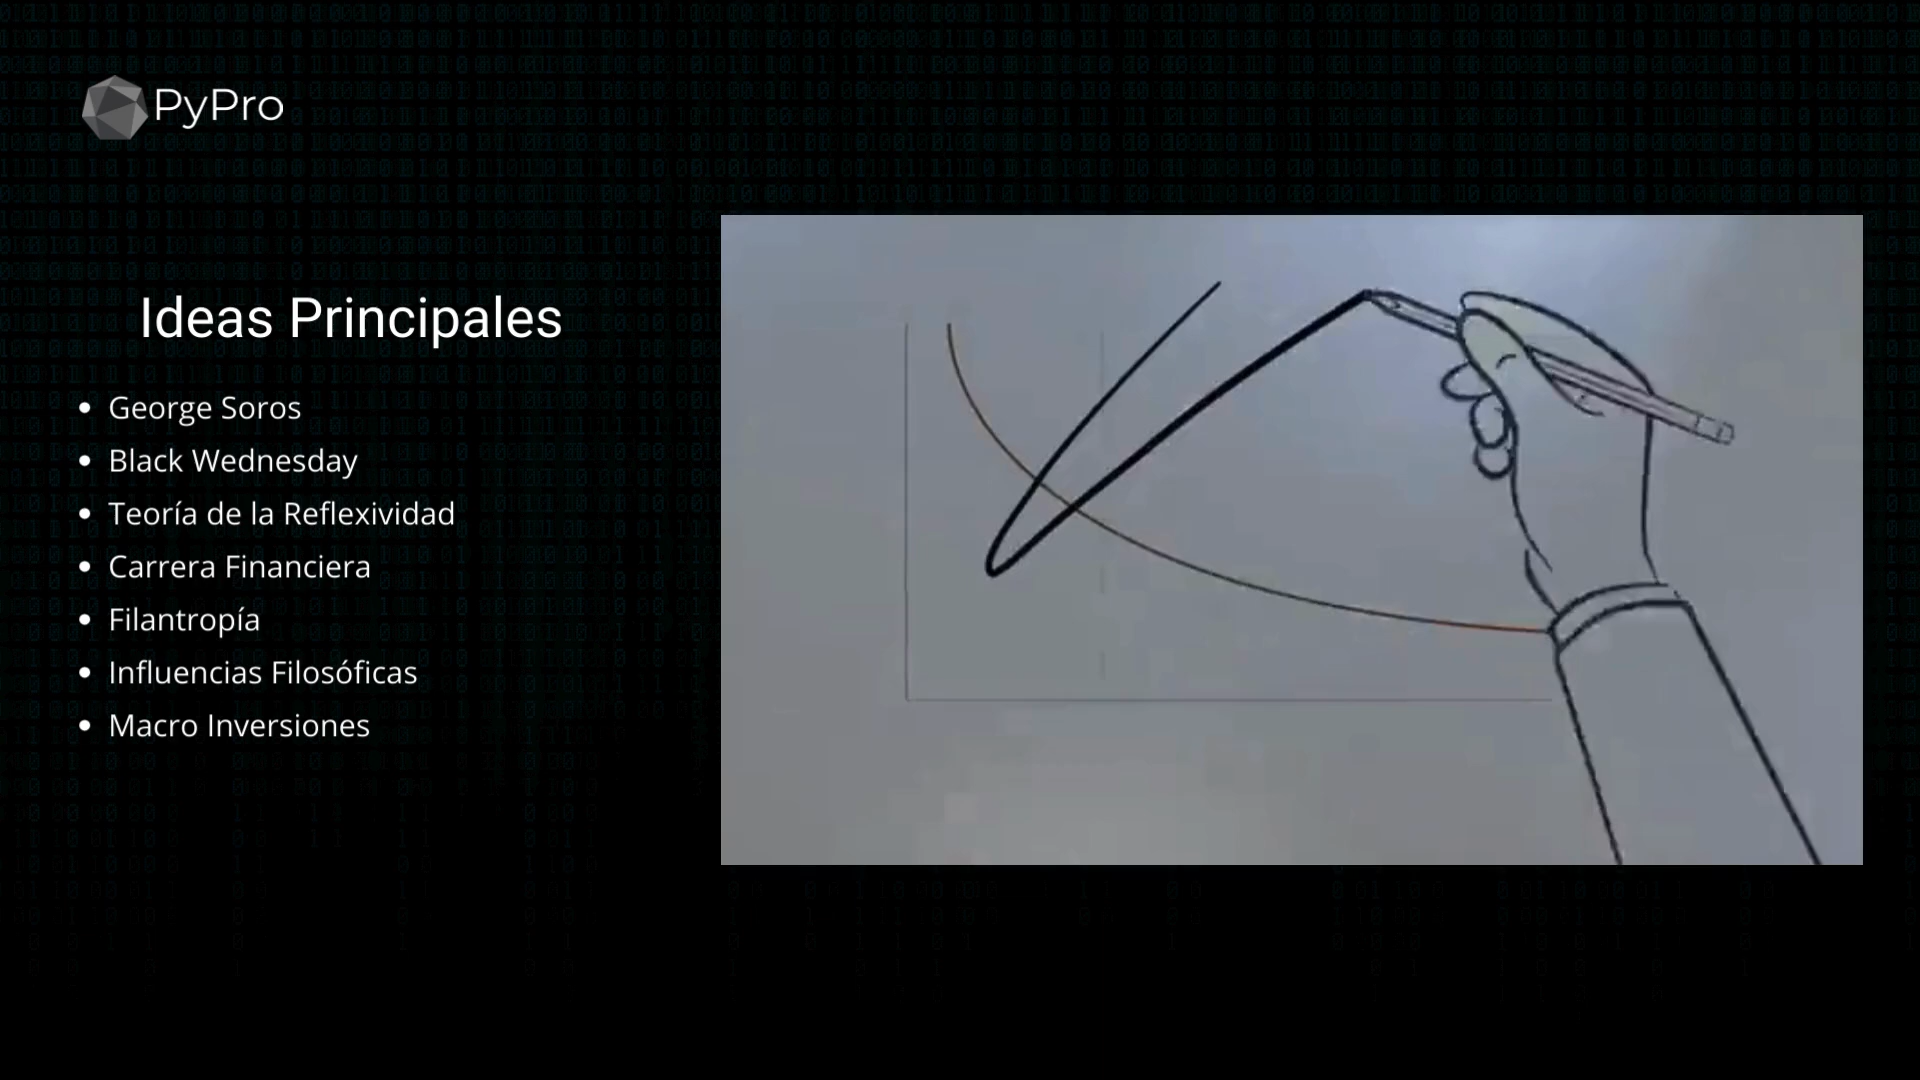 PyPro
Ideas Principales
George Soros
Black Wednesday
Teoría de la Reflexividad
Carrera Financiera
Filantropía
Influencias Filosóficas
Macro Inversiones